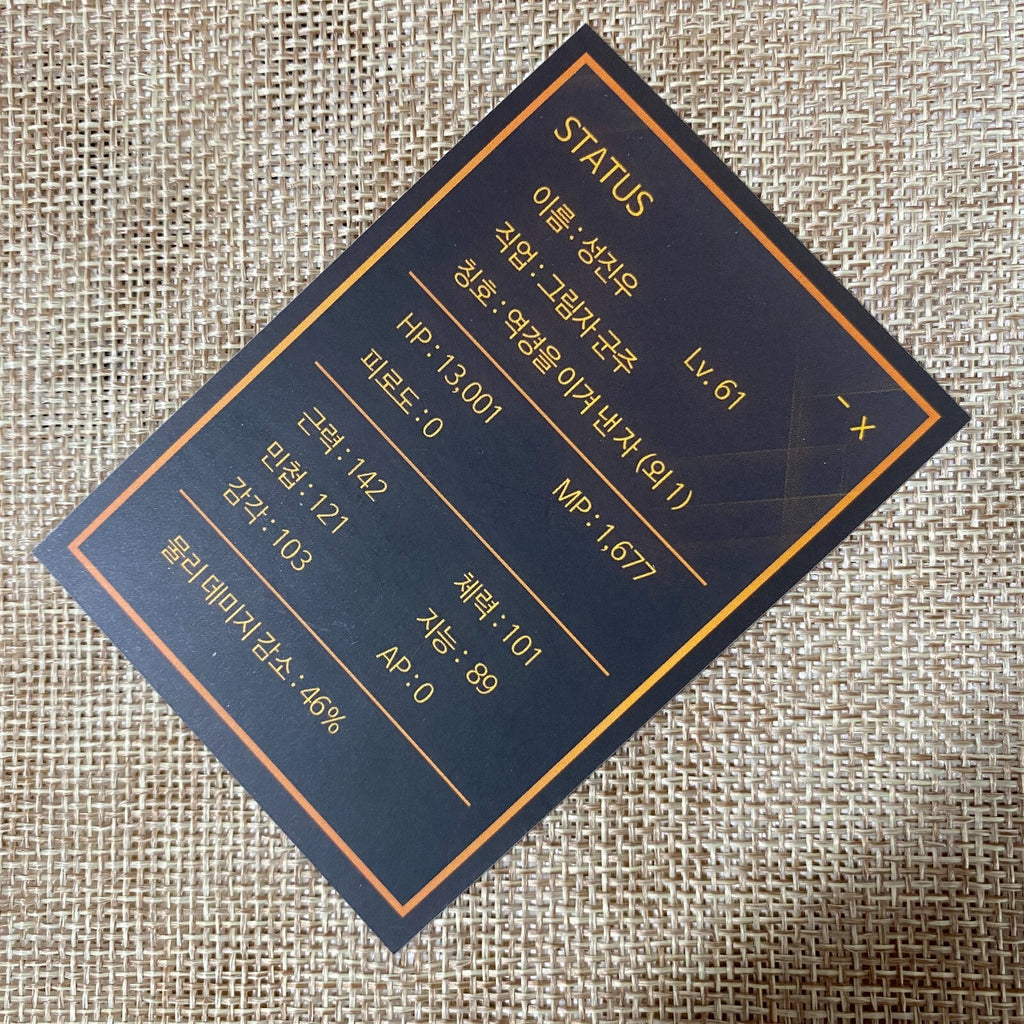 – X
STATUS
이름 : 성진우 Lv. 61
직업 : 그림자 군주
칭호 : 역경을 이겨 낸 자 (외 1)
HP : 13,001 MP : 1,677
피로도 : 0
근력 : 142 체력 : 101
민첩 : 121 지능 : 89
감각 : 103 AP : 0
물리 데미지 감소 : 46%